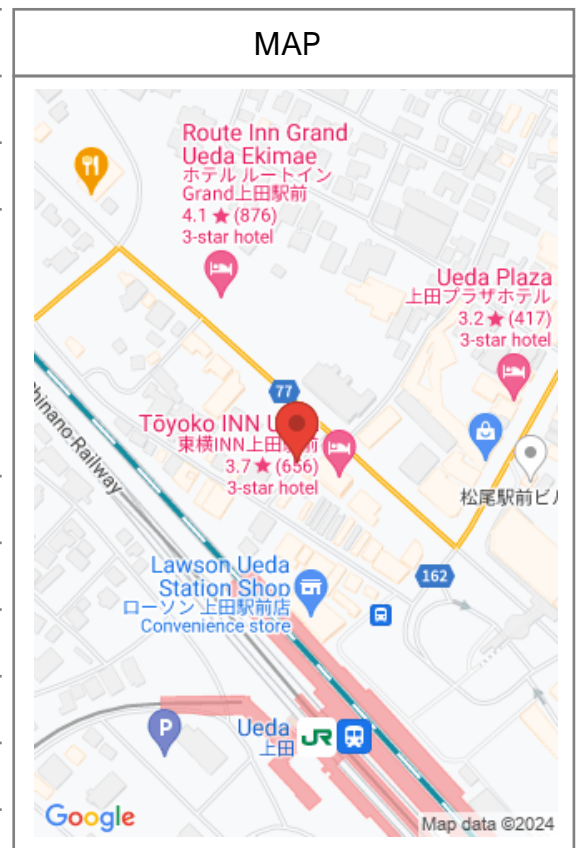 MAP
Route Inn Grand
Ueda Ekimae
ホテル ルートイン
Grand上田駅前
4.1 ★ (876)
3-star hotel
Ueda Plaza
上田プラザホテル
3.2 ★ (417)
3-star hotel
77
Tōyoko INN
東横INN上田駅前
3.7 ★ (656)
3-star hotel
Shinano Railway
松尾駅前ビル
162
Lawson Ueda
Station Shop
ローソン 上田駅前店
Convenience store
P
Ueda
上田
JR
Google
Map data ©2024